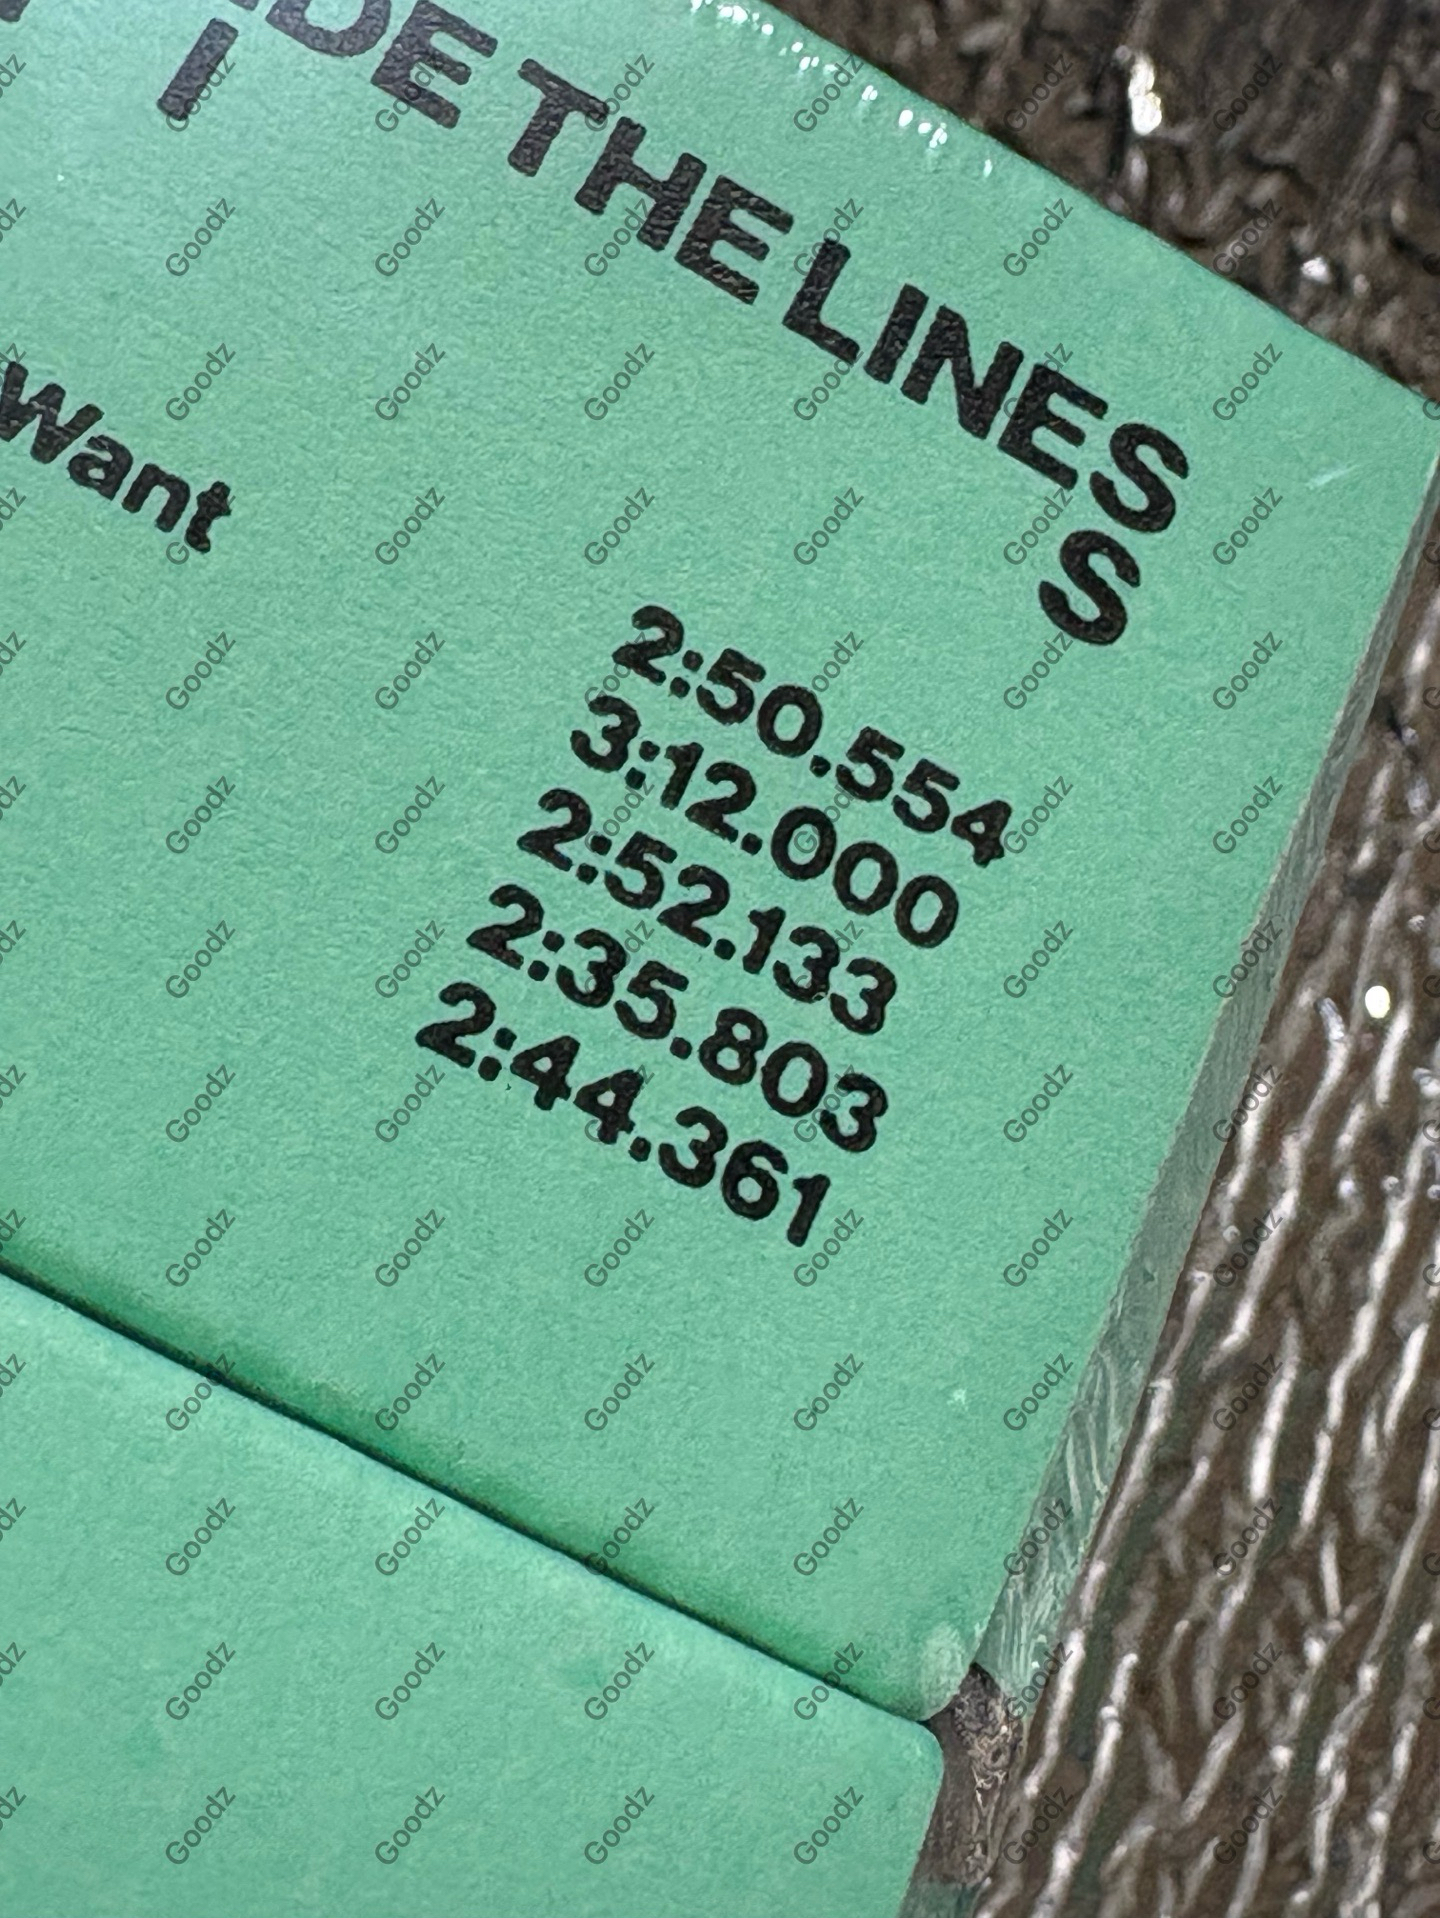 DE THE LINES
I S
Want
2:50.554
3:12.000
2:52.133
2:35.803
2:44.361
Goodz